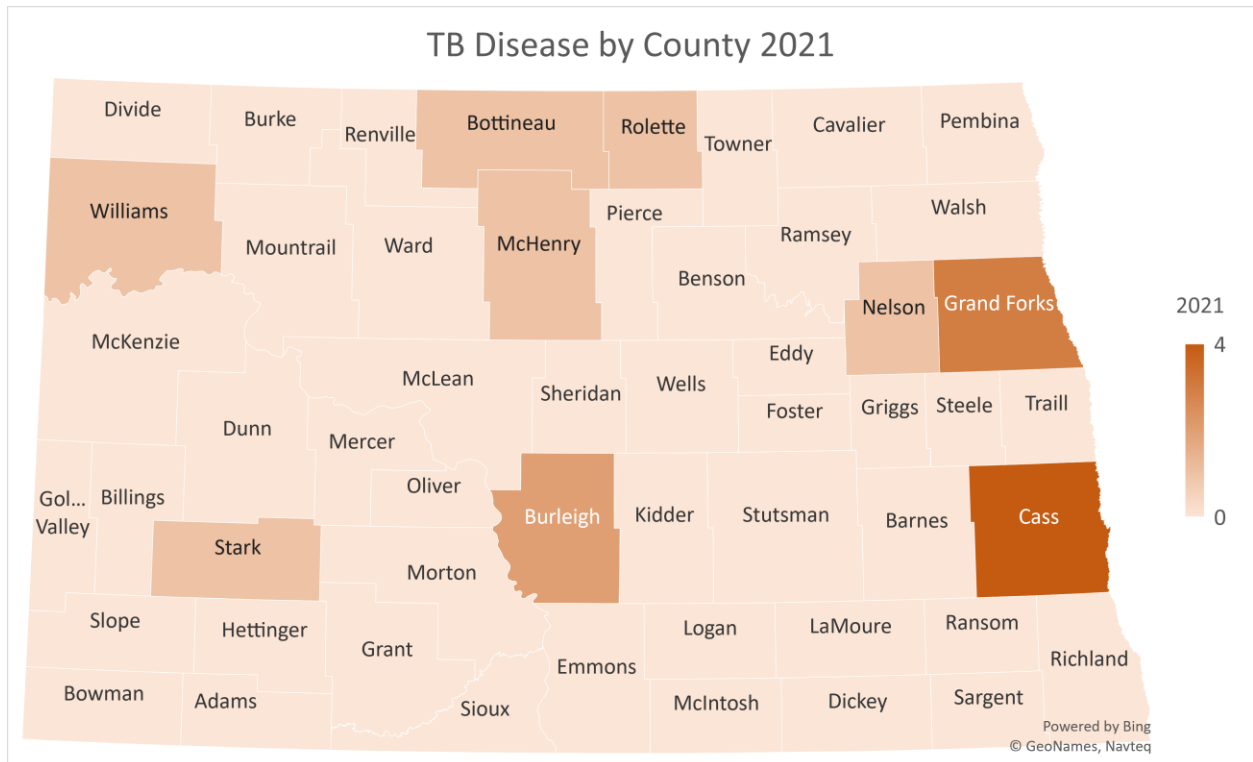 TB Disease by County 2021
Divide
Burke
Renville
Bottineau
Rolette
Towner
Cavalier
Pembina
Williams
Mountrail
Ward
McHenry
Pierce
Benson
Ramsey
Walsh
Nelson
Grand Forks
2021
4
0
McKenzie
McLean
Sheridan
Wells
Eddy
Foster
Griggs
Steele
Traill
Dunn
Mercer
Oliver
Gol...
Valley
Billings
Stark
Morton
Burleigh
Kidder
Stutsman
Barnes
Cass
Slope
Hettinger
Grant
Emmons
Logan
LaMoure
Ransom
Richland
Bowman
Adams
Sioux
McIntosh
Dickey
Sargent
Powered by Bing
© GeoNames, Navteq